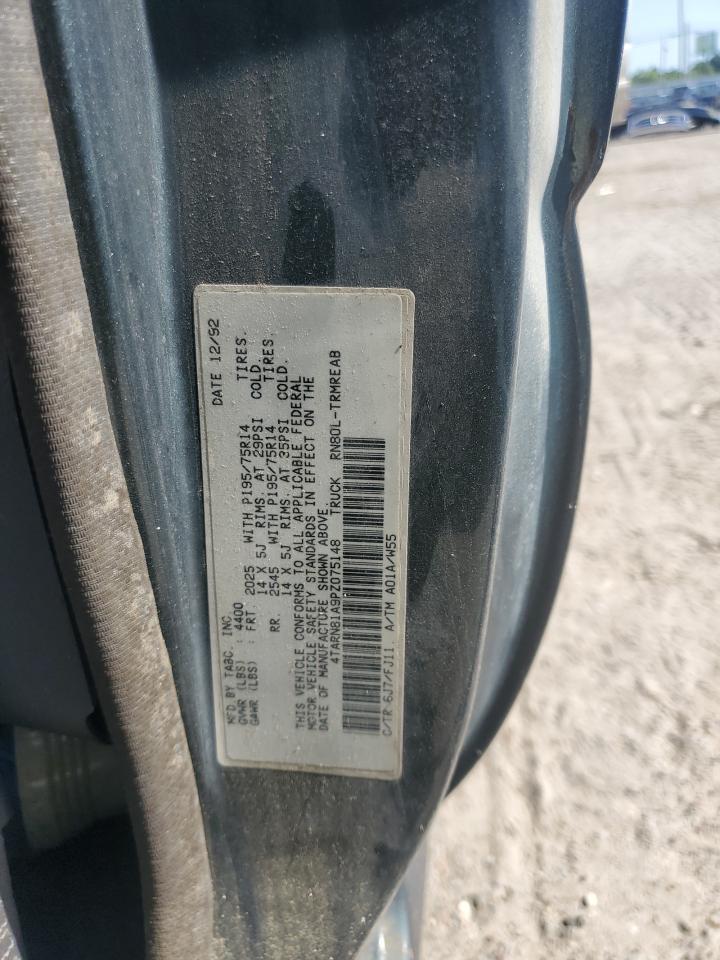 MFD BY TABC. INC. DATE 12/92
GVWR (LBS) : 4400
GAWR (LBS) : FRT. 2025 WITH P195/75R14 TIRES.
14 X 5J RIMS. AT 29PSI COLD.
RR. 2545 WITH P195/75R14 TIRES.
14 X 5J RIMS. AT 35PSI COLD.
THIS VEHICLE CONFORMS TO ALL APPLICABLE FEDERAL
MOTOR VEHICLE SAFETY STANDARDS IN EFFECT ON THE
DATE OF MANUFACTURE SHOWN ABOVE.
4TARN81A9PZ075148 TRUCK RN80L-TRMREAB
C/TR 6J7/FJ11 A/TM A01A/W55